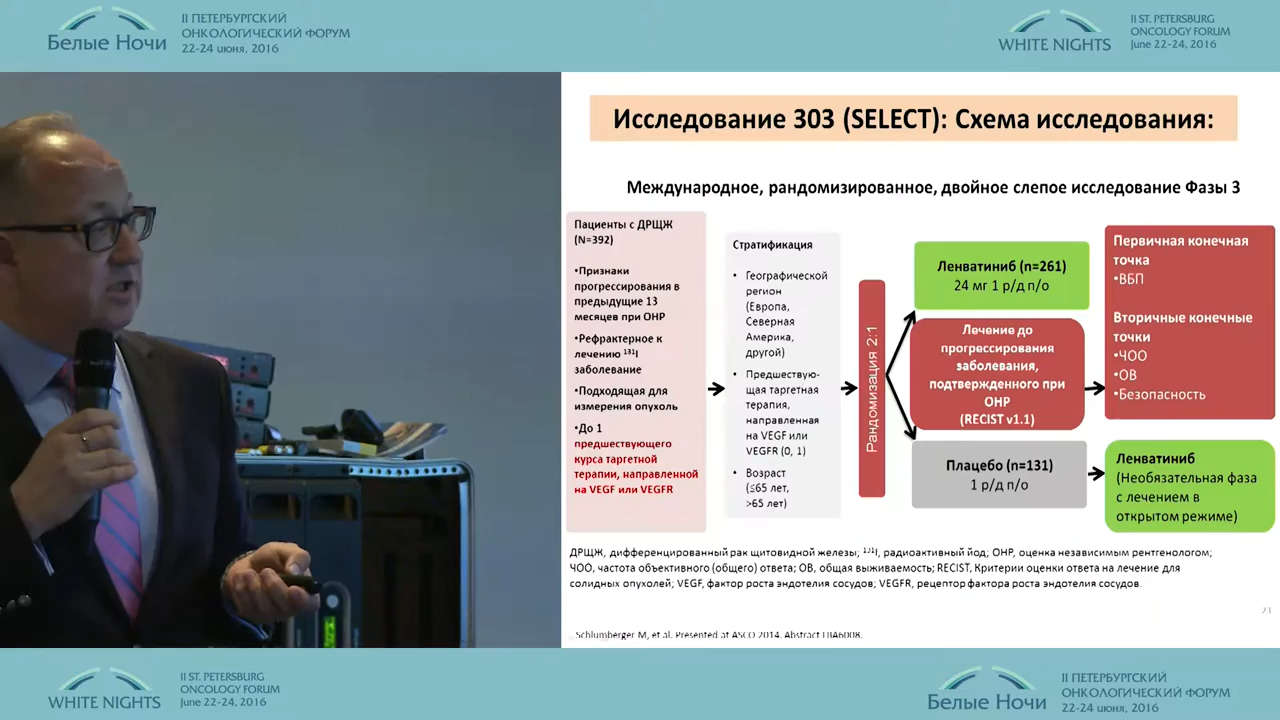 II ПЕТЕРБУРГСКИЙ
ОНКОЛОГИЧЕСКИЙ ФОРУМ
Белые Ночи
22-24 июня, 2016
II ST. PETERSBURG
ONCOLOGY FORUM
WHITE NIGHTS
June 22-24, 2016
Исследование 303 (SELECT): Схема исследования:
Международное, рандомизированное, двойное слепое исследование Фазы 3
Пациенты с ДРЩЖ
(N=392)
•Признаки
прогрессирования в
предыдущие 13
месяцев при ОНР
•Рефрактерное к
лечению ¹³¹I
заболевание
•Подходящая для
измерения опухоль
•До 1
предшествующего
курса таргетной
терапии, направленной
на VEGF или VEGFR
Стратификация
• Географической
регион
(Европа,
Северная
Америка,
другой)
• Предшествую-
щая таргетная
терапия,
направленная
на VEGF или
VEGFR (0, 1)
• Возраст
(≤65 лет,
>65 лет)
Рандомизация 2:1
Ленватиниб (n=261)
24 мг 1 р/д п/о
Лечение до
прогрессирования
заболевания,
подтвержденного при
ОНР
(RECIST v1.1)
Плацебо (n=131)
1 р/д п/о
Первичная конечная
точка
•ВБП
Вторичные конечные
точки
•ЧОО
•ОВ
•Безопасность
Ленватиниб
(Необязательная фаза
с лечением в
открытом режиме)
ДРЩЖ, дифференцированный рак щитовидной железы; ¹³¹I, радиоактивный йод; ОНР, оценка независимым рентгенологом;
ЧОО, частота объективного (общего) ответа; ОВ, общая выживаемость; RECIST, Критерии оценки ответа на лечение для
солидных опухолей; VEGF, фактор роста эндотелия сосудов; VEGFR, рецептор фактора роста эндотелия сосудов.
Schlumberger M, et al. Presented at ASCO 2014. Abstract LBA6008.
WHITE NIGHTS
II ST. PETERSBURG
ONCOLOGY FORUM
June 22-24, 2016
Белые Ночи
II ПЕТЕРБУРГСКИЙ
ОНКОЛОГИЧЕСКИЙ ФОРУМ
22-24 июня, 2016